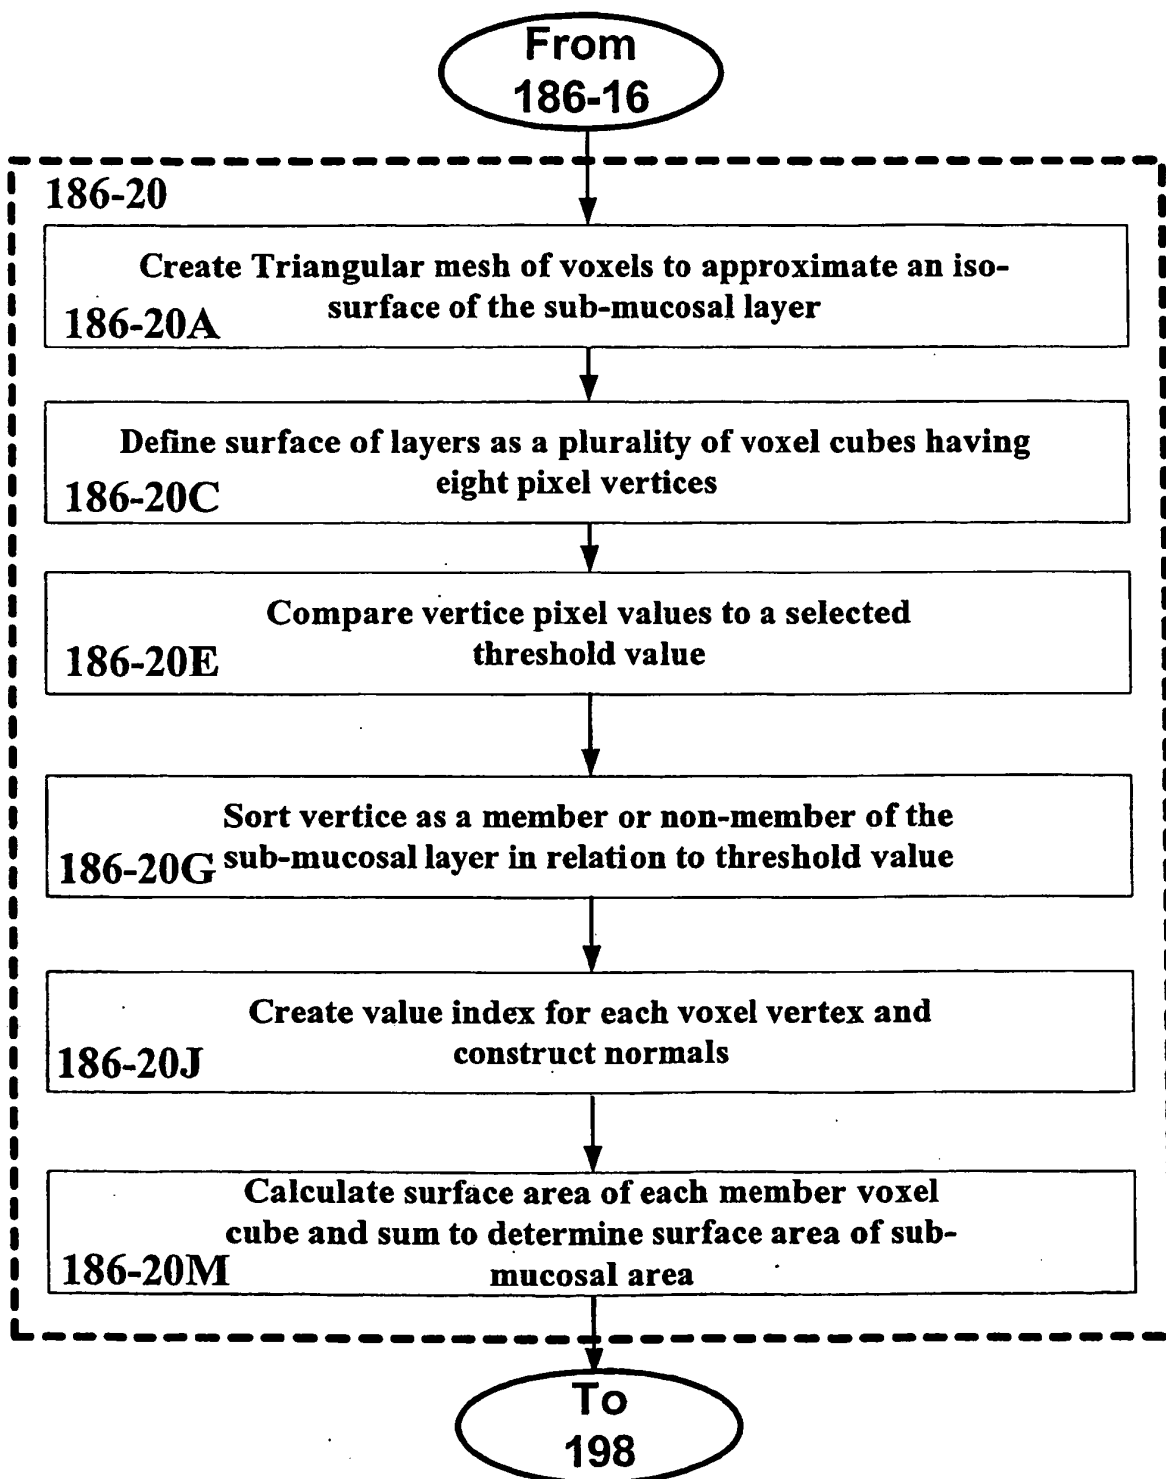 From
186-16
186-20
Create Triangular mesh of voxels to approximate an iso-
surface of the sub-mucosal layer
186-20A
Define surface of layers as a plurality of voxel cubes having
eight pixel vertices
186-20C
Compare vertice pixel values to a selected
threshold value
186-20E
Sort vertice as a member or non-member of the
sub-mucosal layer in relation to threshold value
186-20G
Create value index for each voxel vertex and
construct normals
186-20J
Calculate surface area of each member voxel
cube and sum to determine surface area of sub-
mucosal area
186-20M
To
198